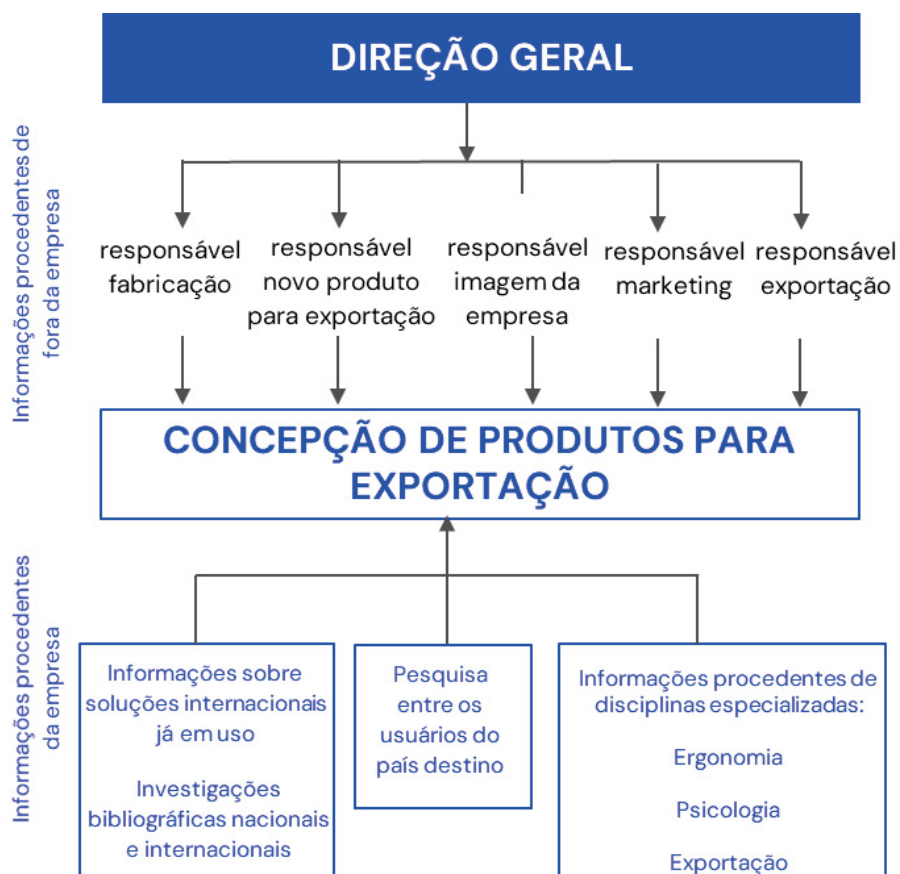 DIREÇÃO GERAL
Informações procedentes de
fora da empresa
responsável
fabricação
responsável
novo produto
para exportação
responsável
imagem da
empresa
responsável
marketing
responsável
exportação
CONCEPÇÃO DE PRODUTOS PARA
EXPORTAÇÃO
Informações procedentes
da empresa
Informações sobre
soluções internacionais
já em uso
Investigações
bibliográficas nacionais
e internacionais
Pesquisa
entre os
usuários do
país destino
Informações procedentes de
disciplinas especializadas:
Ergonomia
Psicologia
Exportação